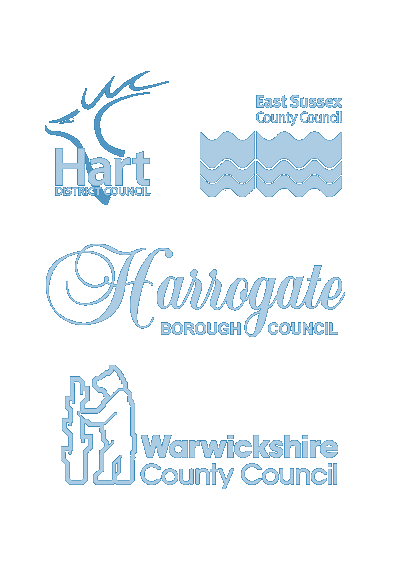 Hart
DISTRICT COUNCIL
East Sussex
County Council
Harrogate
BOROUGH COUNCIL
Warwickshire
County Council